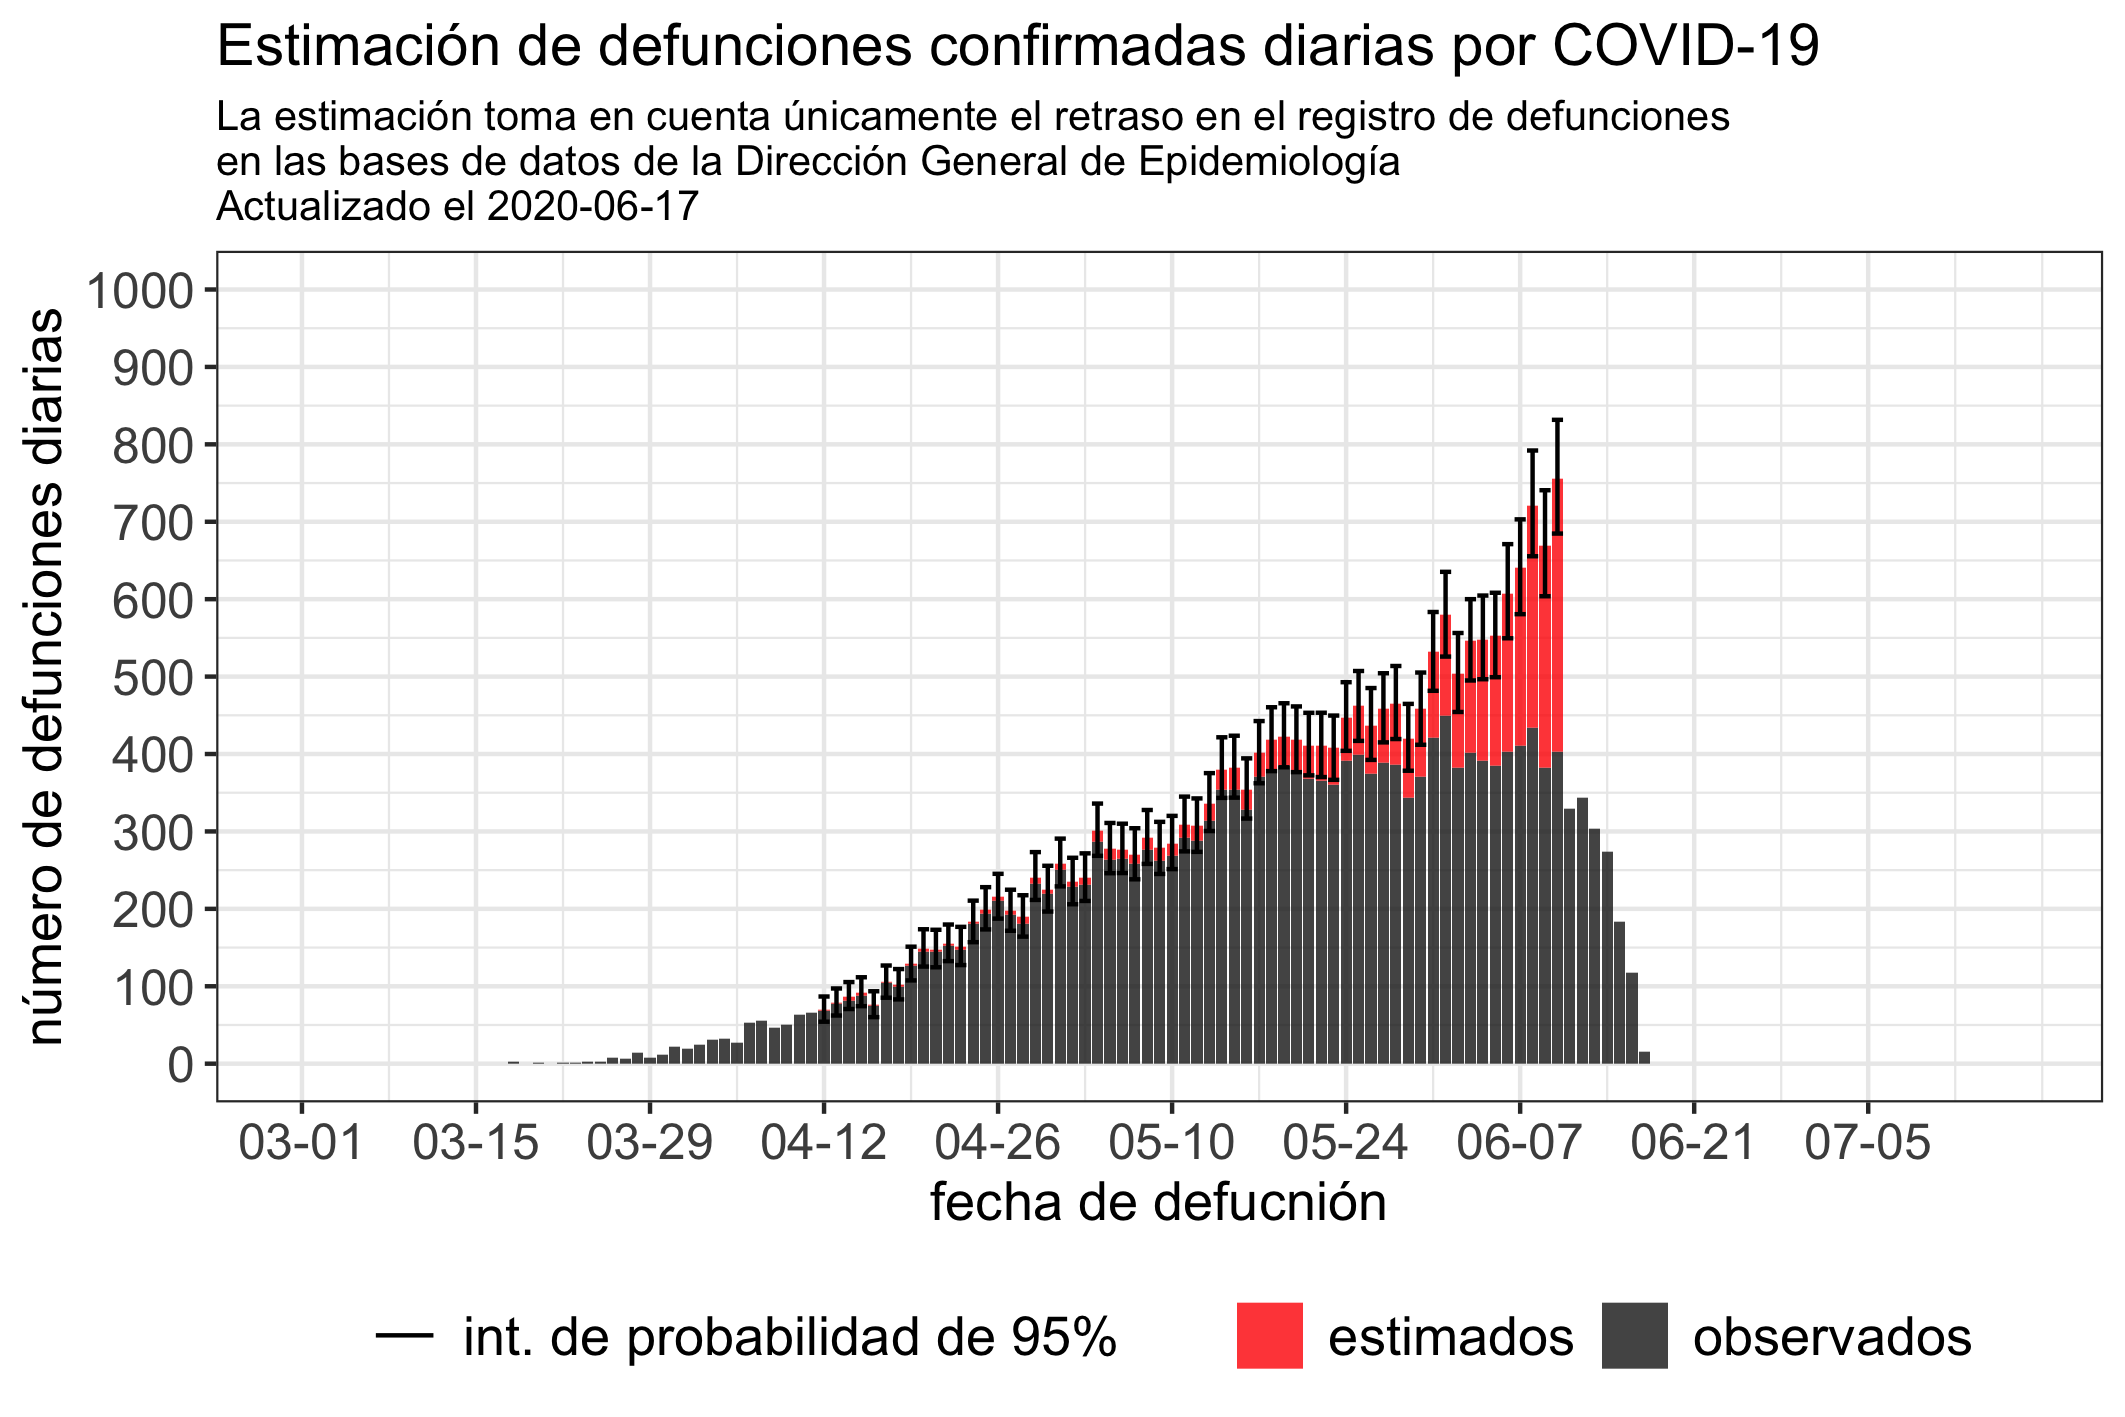 Estimación de defunciones confirmadas diarias por COVID-19
La estimación toma en cuenta únicamente el retraso en el registro de defunciones
en las bases de datos de la Dirección General de Epidemiología
Actualizado el 2020-06-17
número de defunciones diarias
1000
900
800
700
600
500
400
300
200
100
0
03-01 03-15 03-29 04-12 04-26 05-10 05-24 06-07 06-21 07-05
fecha de defucnión
int. de probabilidad de 95% estimados observados